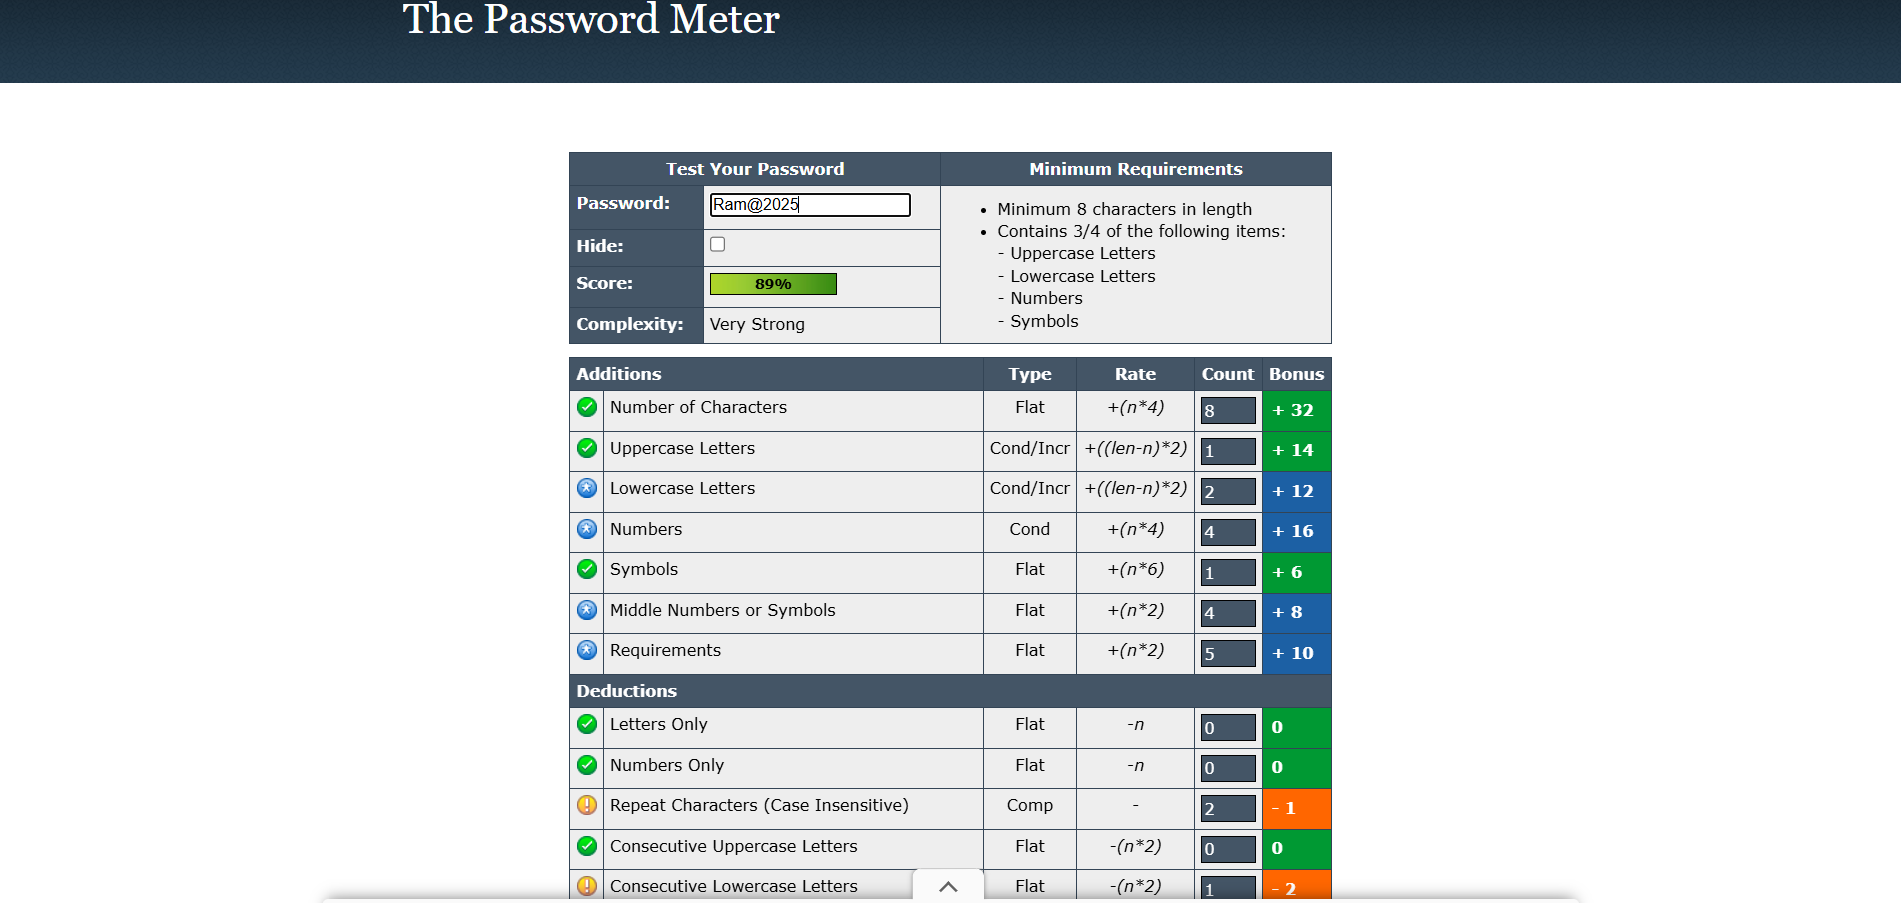 The Password Meter
Test Your Password Minimum Requirements
Password: Ram@2025
Hide:
Score: 89%
Complexity: Very Strong
• Minimum 8 characters in length
• Contains 3/4 of the following items:
- Uppercase Letters
- Lowercase Letters
- Numbers
- Symbols
Additions Type Rate Count Bonus
Number of Characters Flat +(n*4) 8 + 32
Uppercase Letters Cond/Incr +((len-n)*2) 1 + 14
Lowercase Letters Cond/Incr +((len-n)*2) 2 + 12
Numbers Cond +(n*4) 4 + 16
Symbols Flat +(n*6) 1 + 6
Middle Numbers or Symbols Flat +(n*2) 4 + 8
Requirements Flat +(n*2) 5 + 10
Deductions
Letters Only Flat -n 0 0
Numbers Only Flat -n 0 0
Repeat Characters (Case Insensitive) Comp - 2 - 1
Consecutive Uppercase Letters Flat -(n*2) 0 0
Consecutive Lowercase Letters Flat -(n*2) 1 - 2